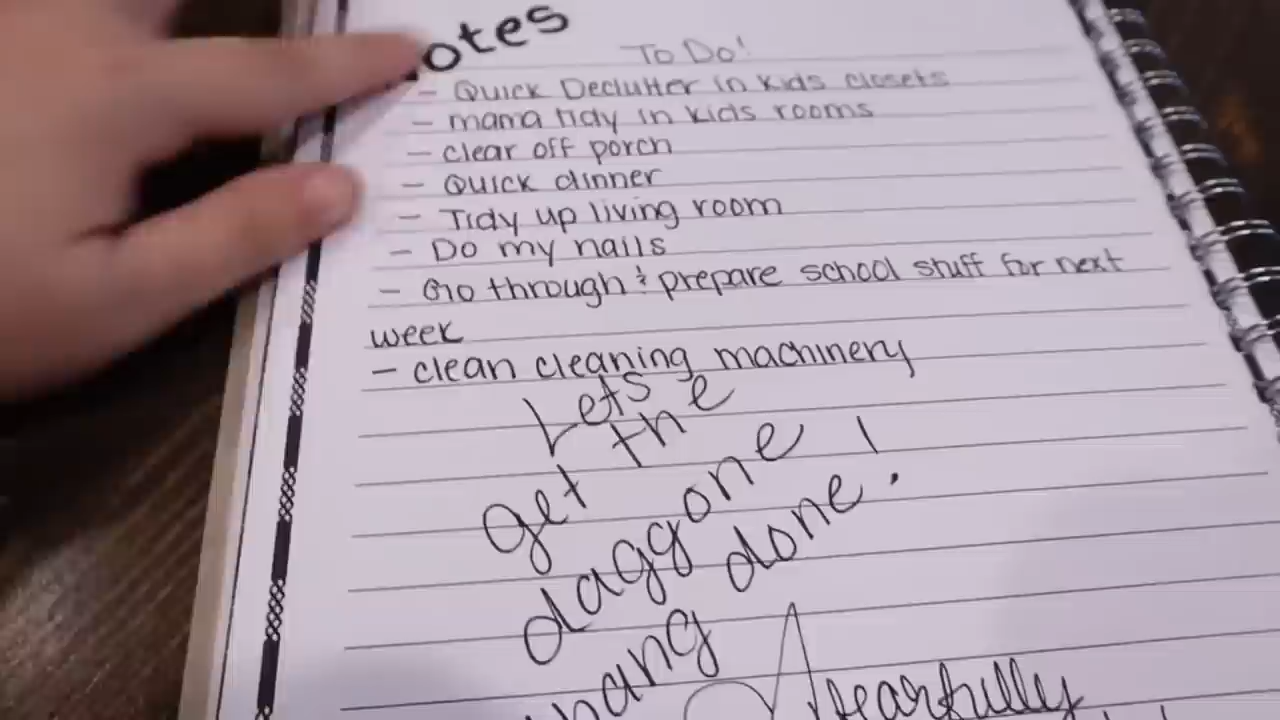 otes
To Do!
- Quick Declutter in kids closets
- mama tidy in kids rooms
- clear off porch
- Quick dinner
- Tidy up living room
- Do my nails
- Go through & prepare school stuff for next
week
- clean cleaning machinery
Lets
get the
daggone
hang done!
Fearfully